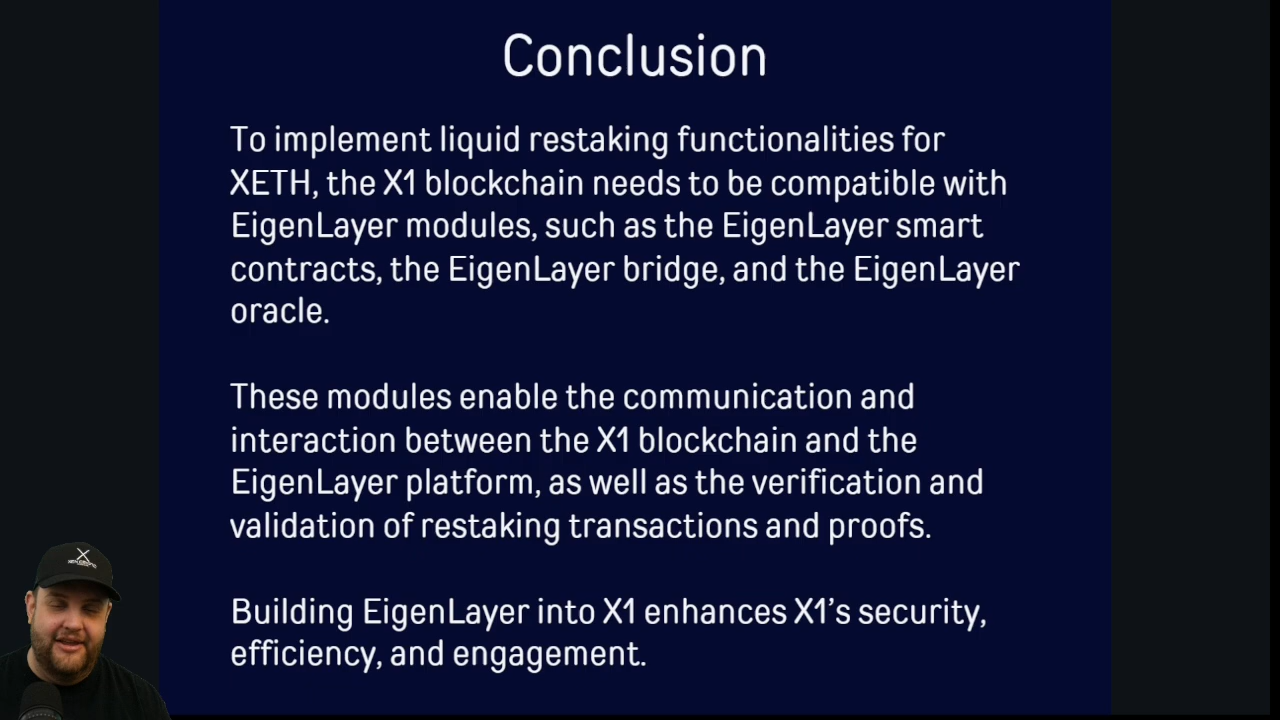 Conclusion
To implement liquid restaking functionalities for
XETH, the X1 blockchain needs to be compatible with
EigenLayer modules, such as the EigenLayer smart
contracts, the EigenLayer bridge, and the EigenLayer
oracle.
These modules enable the communication and
interaction between the X1 blockchain and the
EigenLayer platform, as well as the verification and
validation of restaking transactions and proofs.
Building EigenLayer into X1 enhances X1’s security,
efficiency, and engagement.
X